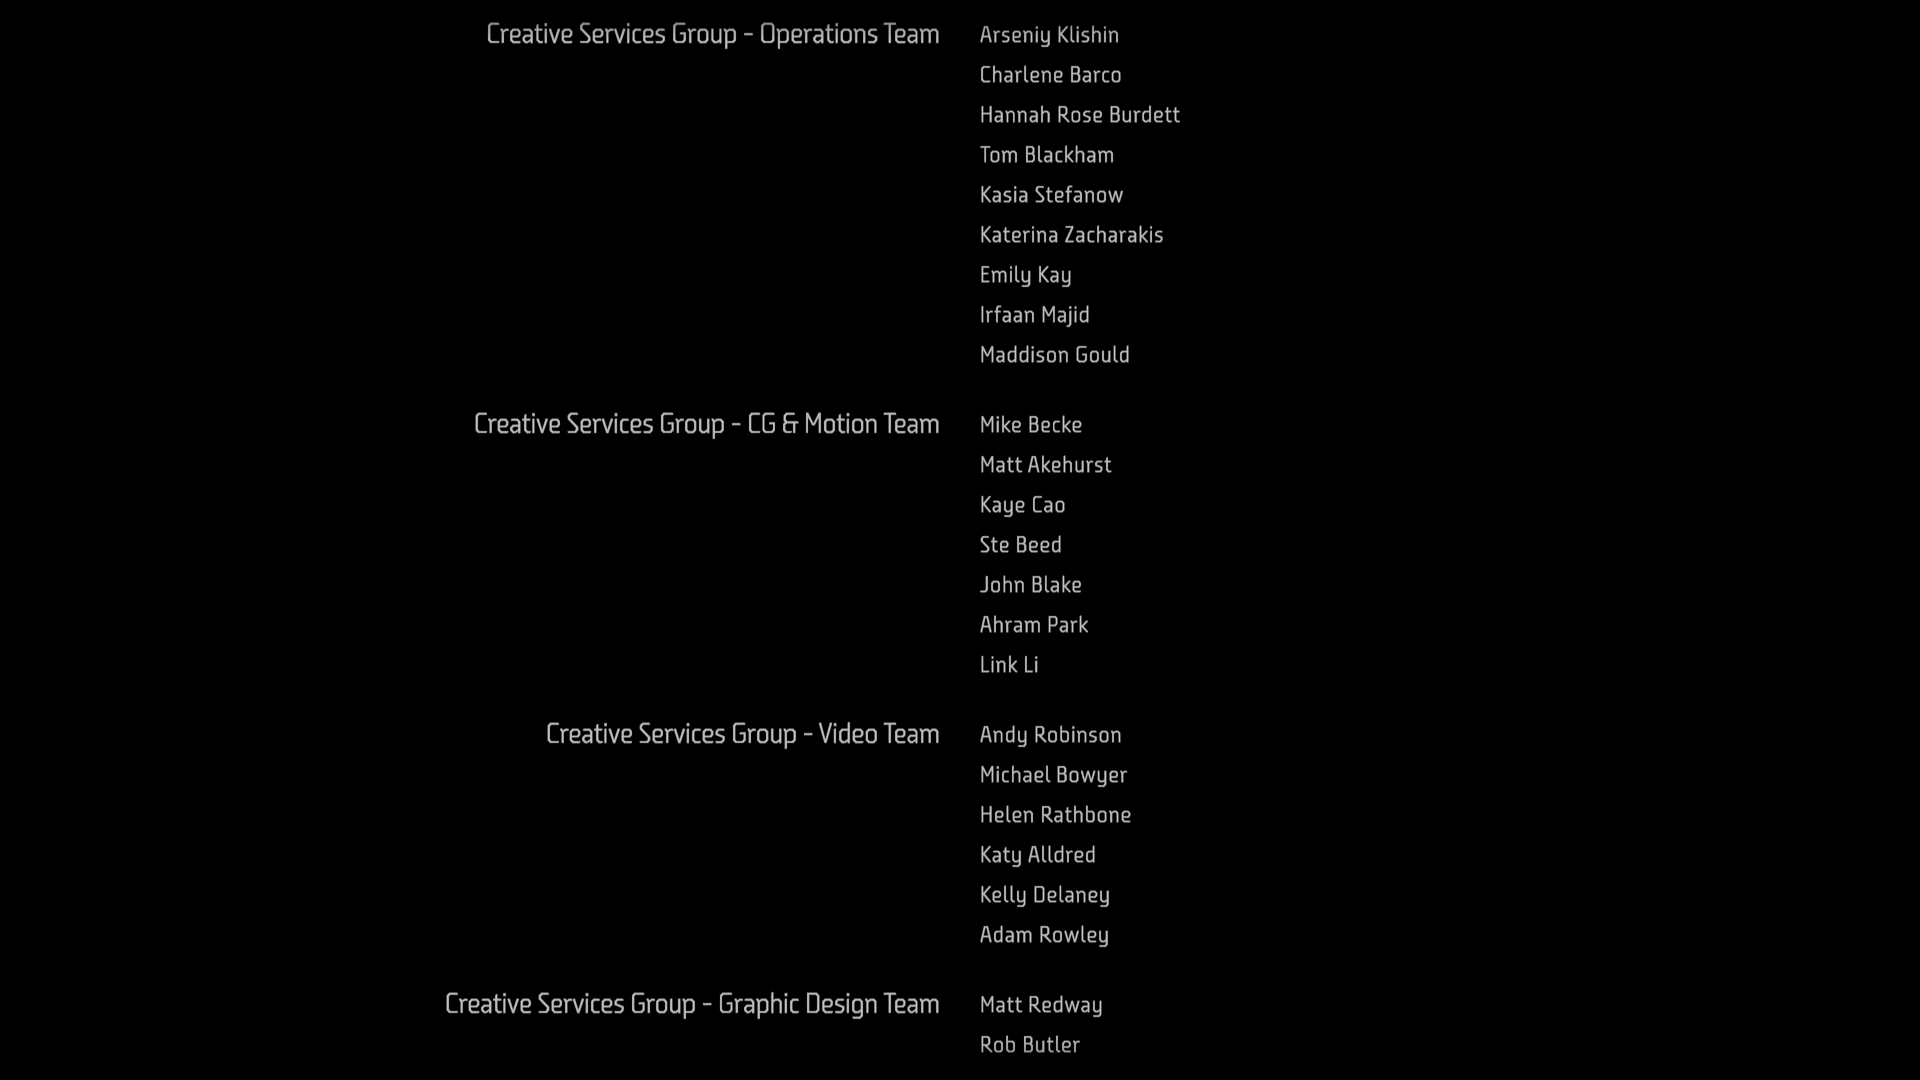 Creative Services Group - Operations Team Arseniy Klishin
Charlene Barco
Hannah Rose Burdett
Tom Blackham
Kasia Stefanow
Katerina Zacharakis
Emily Kay
Irfaan Majid
Maddison Gould
Creative Services Group - CG & Motion Team Mike Becke
Matt Akehurst
Kaye Cao
Ste Beed
John Blake
Ahram Park
Link Li
Creative Services Group - Video Team Andy Robinson
Michael Bowyer
Helen Rathbone
Katy Alldred
Kelly Delaney
Adam Rowley
Creative Services Group - Graphic Design Team Matt Redway
Rob Butler